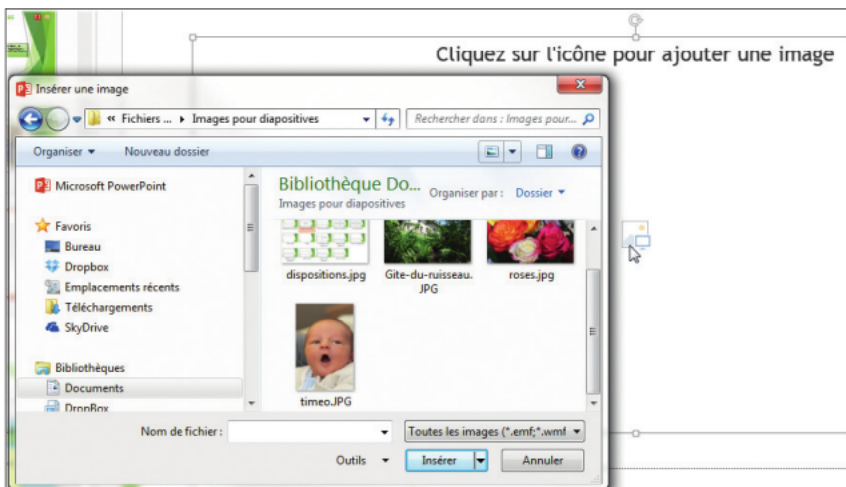 Cliquez sur l'icône pour ajouter une image
Insérer une image
« Fichiers ... ▸ Images pour diapositives
Rechercher dans : Images pour...
Organiser
Nouveau dossier
Microsoft PowerPoint
Favoris
Bureau
Dropbox
Emplacements récents
Téléchargements
SkyDrive
Bibliothèques
Documents
DropBox
Bibliothèque Do...
Images pour diapositives
Organiser par :
Dossier
dispositions.jpg
Gite-du-ruisseau.
JPG
roses.jpg
timeo.JPG
Nom de fichier :
Toutes les images (*.emf;*.wmf
Outils
Insérer
Annuler